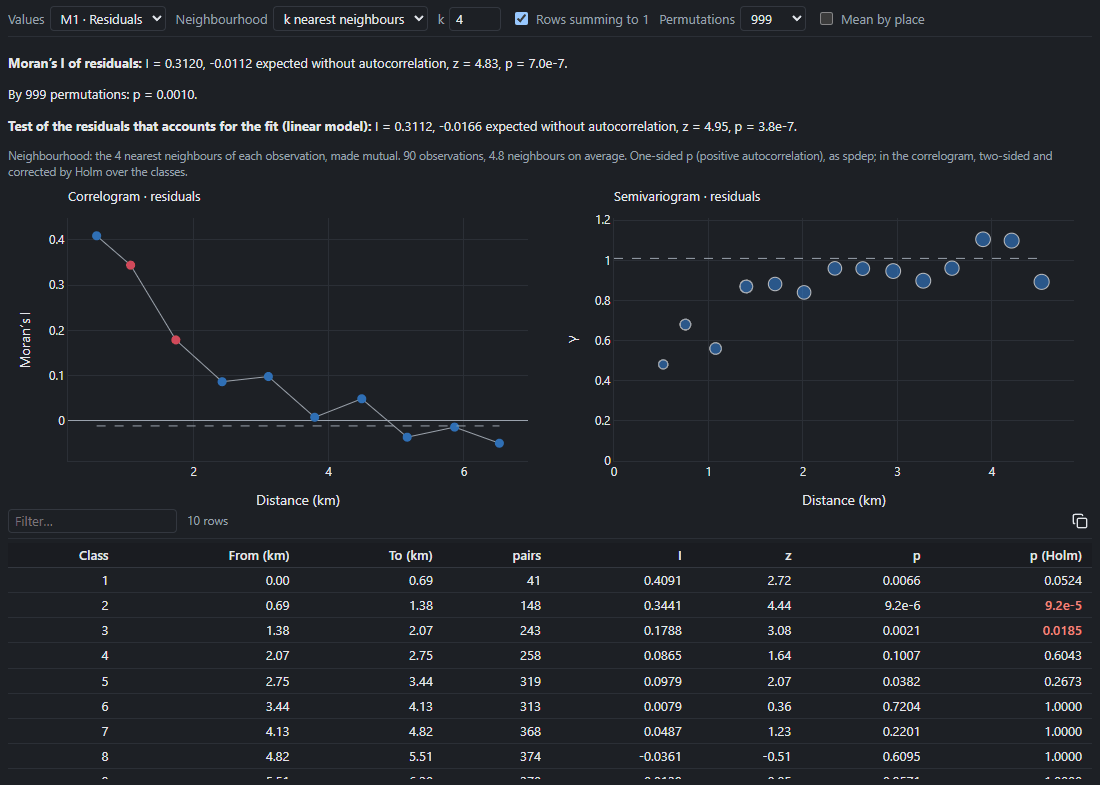 Values M1 · Residuals Neighbourhood k nearest neighbours k 4 Rows summing to 1 Permutations 999 Mean by place
Moran’s I of residuals: I = 0.3120, -0.0112 expected without autocorrelation, z = 4.83, p = 7.0e-7.
By 999 permutations: p = 0.0010.
Test of the residuals that accounts for the fit (linear model): I = 0.3112, -0.0166 expected without autocorrelation, z = 4.95, p = 3.8e-7.
Neighbourhood: the 4 nearest neighbours of each observation, made mutual. 90 observations, 4.8 neighbours on average. One-sided p (positive autocorrelation), as spdep; in the correlogram, two-sided and
corrected by Holm over the classes.
Correlogram · residuals
0.4
0.3
0.2
0.1
0
Moran’s I
2 4 6
Distance (km)
Semivariogram · residuals
1.2
1
0.8
0.6
0.4
0.2
0
γ
0 1 2 3 4
Distance (km)
Filter... 10 rows
Class From (km) To (km) pairs I z p p (Holm)
1 0.00 0.69 41 0.4091 2.72 0.0066 0.0524
2 0.69 1.38 148 0.3441 4.44 9.2e-6 9.2e-5
3 1.38 2.07 243 0.1788 3.08 0.0021 0.0185
4 2.07 2.75 258 0.0865 1.64 0.1007 0.6043
5 2.75 3.44 319 0.0979 2.07 0.0382 0.2673
6 3.44 4.13 313 0.0079 0.36 0.7204 1.0000
7 4.13 4.82 368 0.0487 1.23 0.2201 1.0000
8 4.82 5.51 374 -0.0361 -0.51 0.6095 1.0000